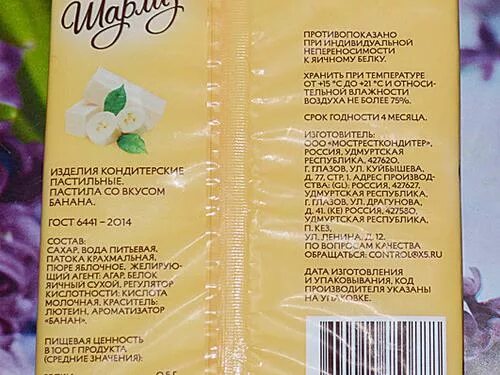 Шарлиз
ИЗДЕЛИЯ КОНДИТЕРСКИЕ
ПАСТИЛЬНЫЕ.
ПАСТИЛА СО ВКУСОМ
БАНАНА.
ГОСТ 6441 – 2014
СОСТАВ:
САХАР, ВОДА ПИТЬЕВАЯ,
ПАТОКА КРАХМАЛЬНАЯ,
ПЮРЕ ЯБЛОЧНОЕ, ЖЕЛИРУЮ-
ЩИЙ АГЕНТ: АГАР, БЕЛОК
ЯИЧНЫЙ СУХОЙ, РЕГУЛЯТОР
КИСЛОТНОСТИ: КИСЛОТА
МОЛОЧНАЯ, КРАСИТЕЛЬ:
ЛЮТЕИН, АРОМАТИЗАТОР
«БАНАН».
ПИЩЕВАЯ ЦЕННОСТЬ
В 100 Г ПРОДУКТА
(СРЕДНИЕ ЗНАЧЕНИЯ):
ПРОТИВОПОКАЗАНО
ПРИ ИНДИВИДУАЛЬНОЙ
НЕПЕРЕНОСИМОСТИ
К ЯИЧНОМУ БЕЛКУ.
ХРАНИТЬ ПРИ ТЕМПЕРАТУРЕ
ОТ +15 °С ДО +21 °С И ОТНОСИ-
ТЕЛЬНОЙ ВЛАЖНОСТИ
ВОЗДУХА НЕ БОЛЕЕ 75%.
СРОК ГОДНОСТИ 4 МЕСЯЦА.
ИЗГОТОВИТЕЛЬ:
ООО «МОСТРЕСТКОНДИТЕР»,
РОССИЯ, УДМУРТСКАЯ
РЕСПУБЛИКА, 427620,
Г. ГЛАЗОВ, УЛ. КУЙБЫШЕВА,
Д. 77, СТР. 1. АДРЕС ПРОИЗВОД-
СТВА: (GL): РОССИЯ, 427627,
УДМУРТСКАЯ РЕСПУБЛИКА,
Г. ГЛАЗОВ, УЛ. ДРАГУНОВА,
Д. 41. (KE) РОССИЯ, 427580,
УДМУРТСКАЯ РЕСПУБЛИКА,
П. КЕЗ,
УЛ. ЛЕНИНА, Д. 12.
ПО ВОПРОСАМ КАЧЕСТВА
ОБРАЩАТЬСЯ: CONTROL@X5.RU
ДАТА ИЗГОТОВЛЕНИЯ
И УПАКОВЫВАНИЯ, КОД
ПРОИЗВОДИТЕЛЯ УКАЗАНЫ
НА УПАКОВКЕ.